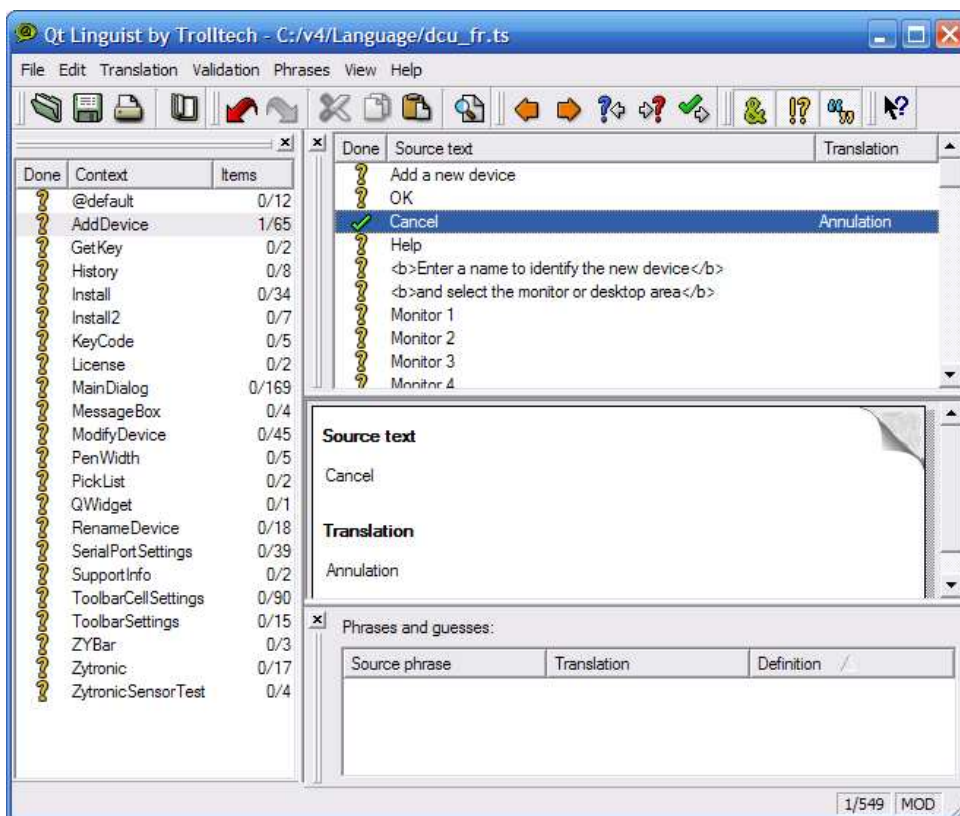 Qt Linguist by Trolltech - C:/v4/Language/dcu_fr.ts
File Edit Translation Validation Phrases View Help
Done Context Items
@default 0/12
AddDevice 1/65
GetKey 0/2
History 0/8
Install 0/34
Install2 0/7
KeyCode 0/5
License 0/2
MainDialog 0/169
MessageBox 0/4
ModifyDevice 0/45
PenWidth 0/5
PickList 0/2
QWidget 0/1
RenameDevice 0/18
SerialPortSettings 0/39
SupportInfo 0/2
ToolbarCellSettings 0/90
ToolbarSettings 0/15
ZYBar 0/3
Zytronic 0/17
ZytronicSensorTest 0/4
Done Source text Translation
Add a new device
OK
Cancel Annulation
Help
<b>Enter a name to identify the new device</b>
<b>and select the monitor or desktop area</b>
Monitor 1
Monitor 2
Monitor 3
Monitor 4
Source text
Cancel
Translation
Annulation
Phrases and guesses:
Source phrase Translation Definition
1/549 MOD